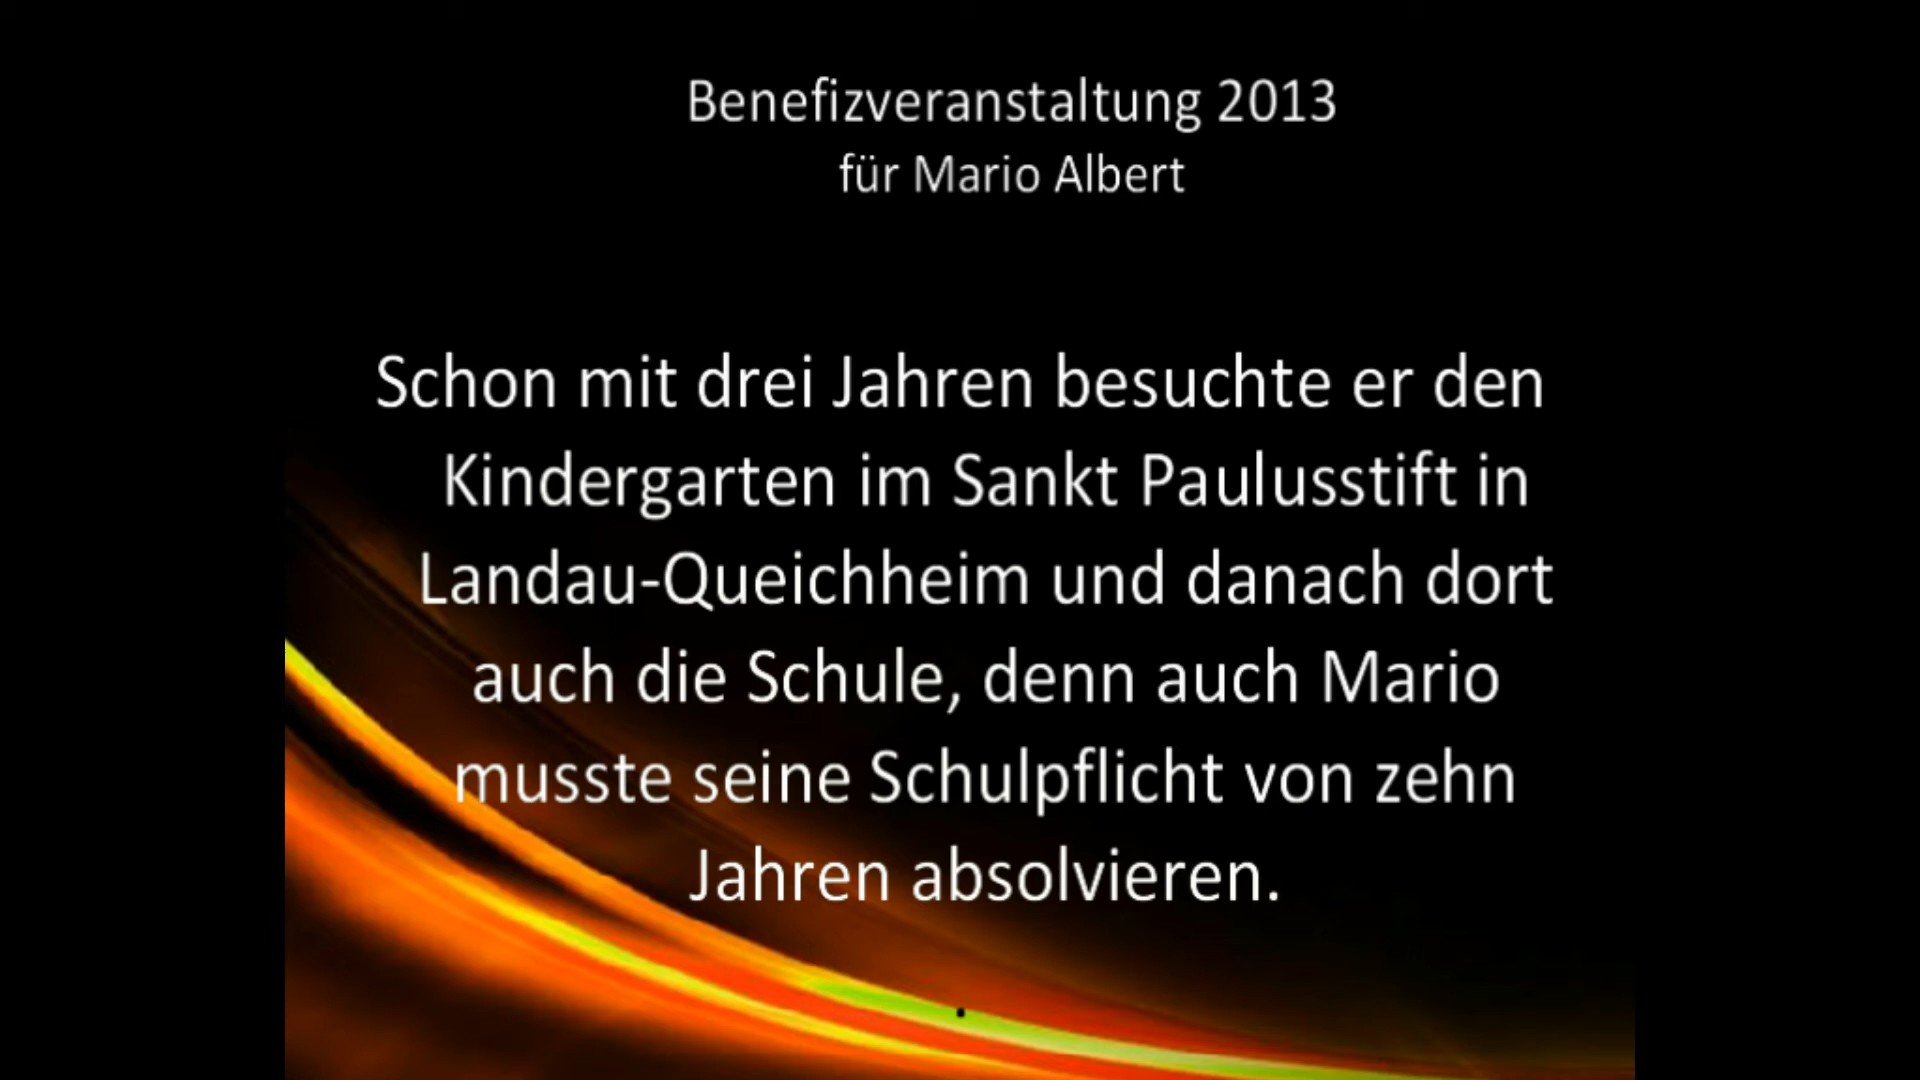 Benefizveranstaltung 2013
für Mario Albert
Schon mit drei Jahren besuchte er den
Kindergarten im Sankt Paulusstift in
Landau-Queichheim und danach dort
auch die Schule, denn auch Mario
musste seine Schulpflicht von zehn
Jahren absolvieren.